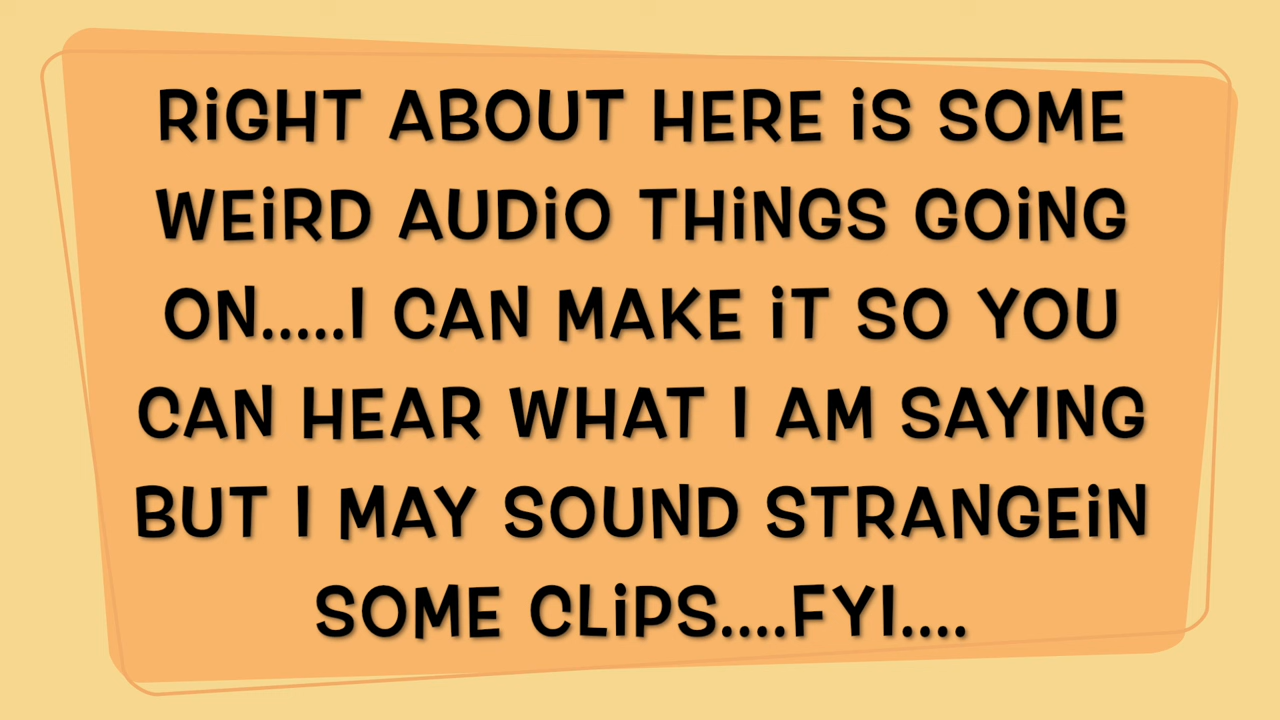 RiGHT ABOUT HERE iS SOME
WEiRD AUDiO THiNGS GOiNG
ON.....I CAN MAKE iT SO YOU
CAN HEAR WHAT I AM SAYING
BUT I MAY SOUND STRANGEiN
SOME CLiPS....FYI....